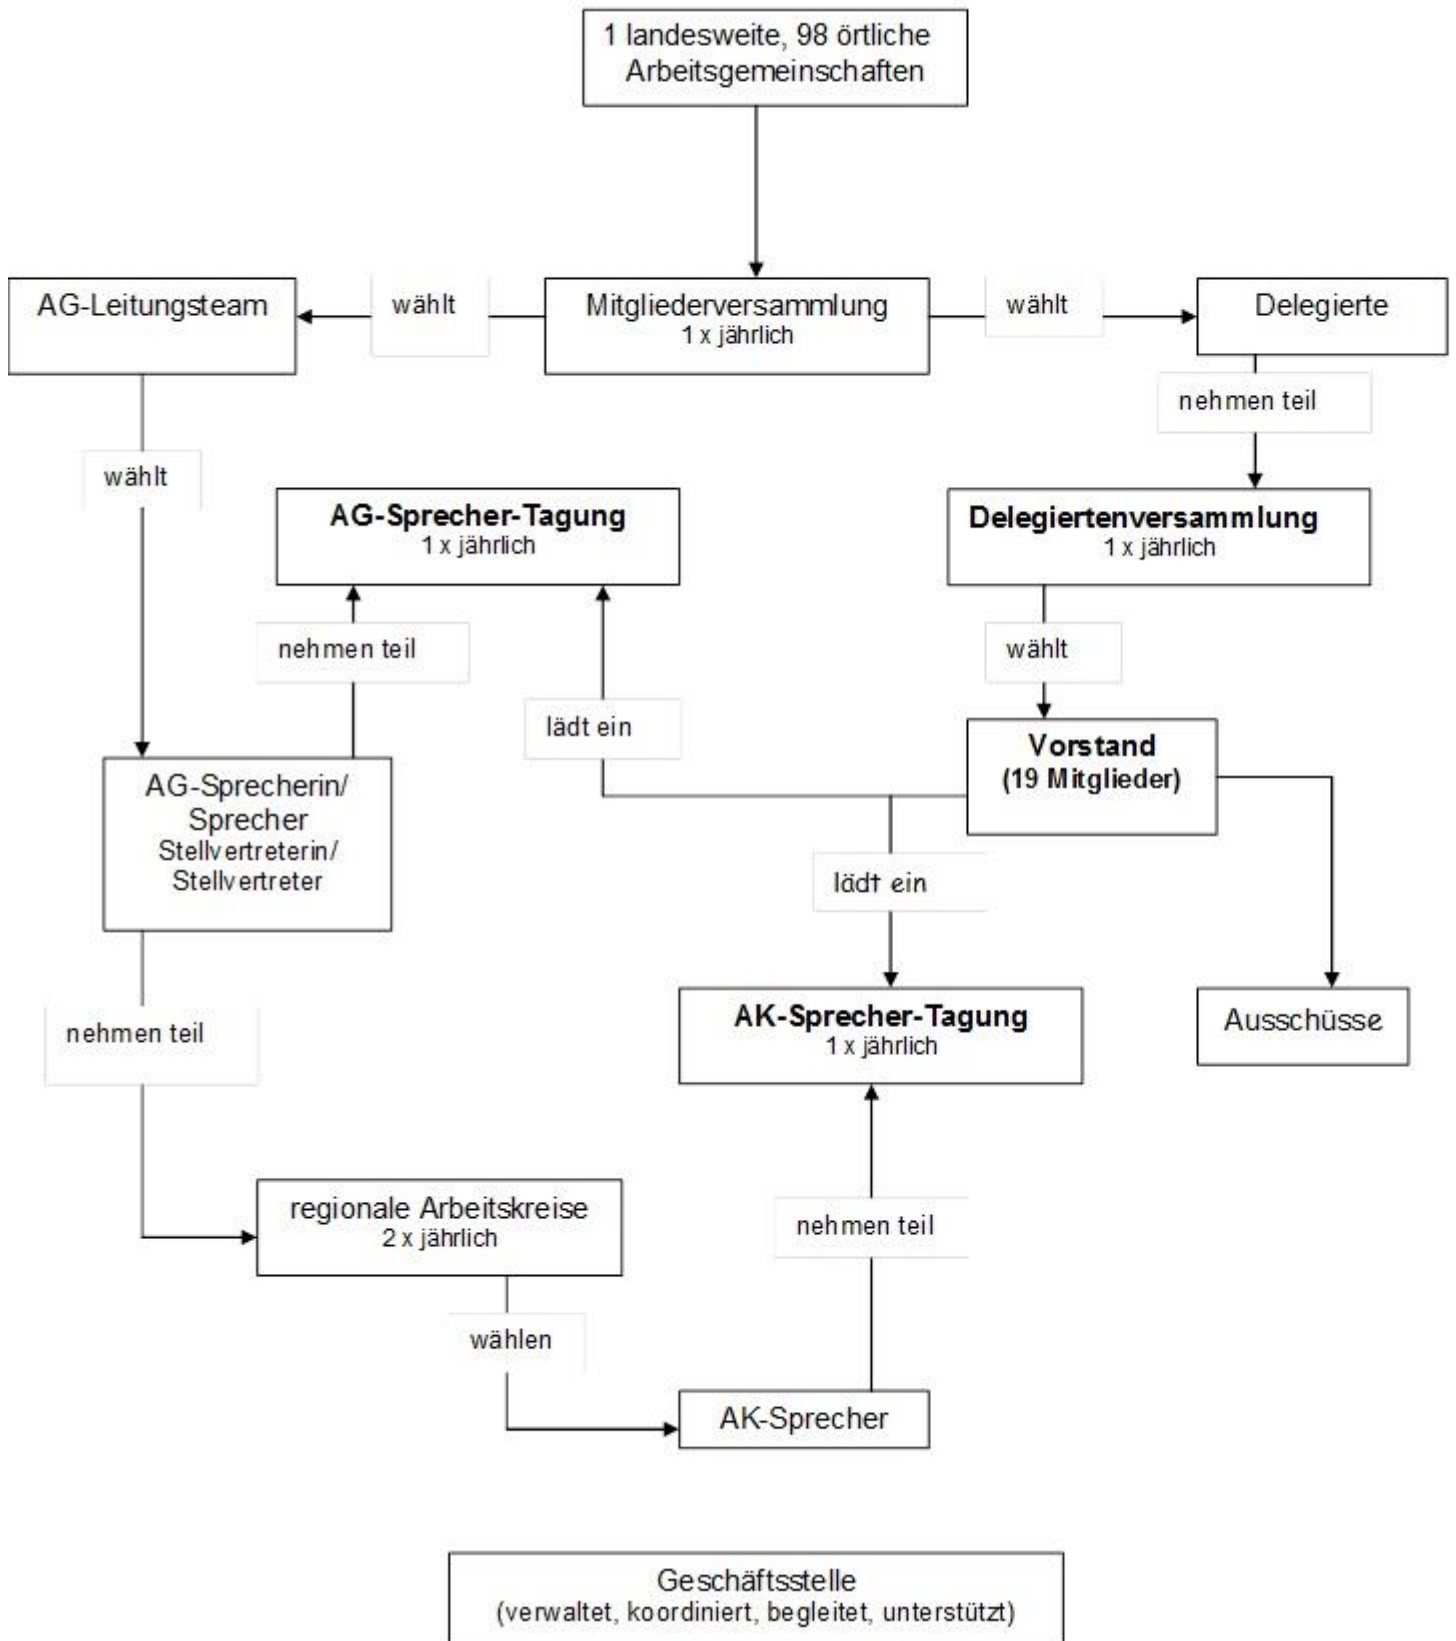 1 landesweite, 98 örtliche
Arbeitsgemeinschaften
AG-Leitungsteam
wählt
Mitgliederversammlung
1 x jährlich
wählt
Delegierte
nehmen teil
wählt
AG-Sprecher-Tagung
1 x jährlich
Delegiertenversammlung
1 x jährlich
nehmen teil
wählt
lädt ein
Vorstand
(19 Mitglieder)
AG-Sprecherin/
Sprecher
Stellvertreterin/
Stellvertreter
lädt ein
nehmen teil
AK-Sprecher-Tagung
1 x jährlich
Ausschüsse
regionale Arbeitskreise
2 x jährlich
nehmen teil
wählen
AK-Sprecher
Geschäftsstelle
(verwaltet, koordiniert, begleitet, unterstützt)